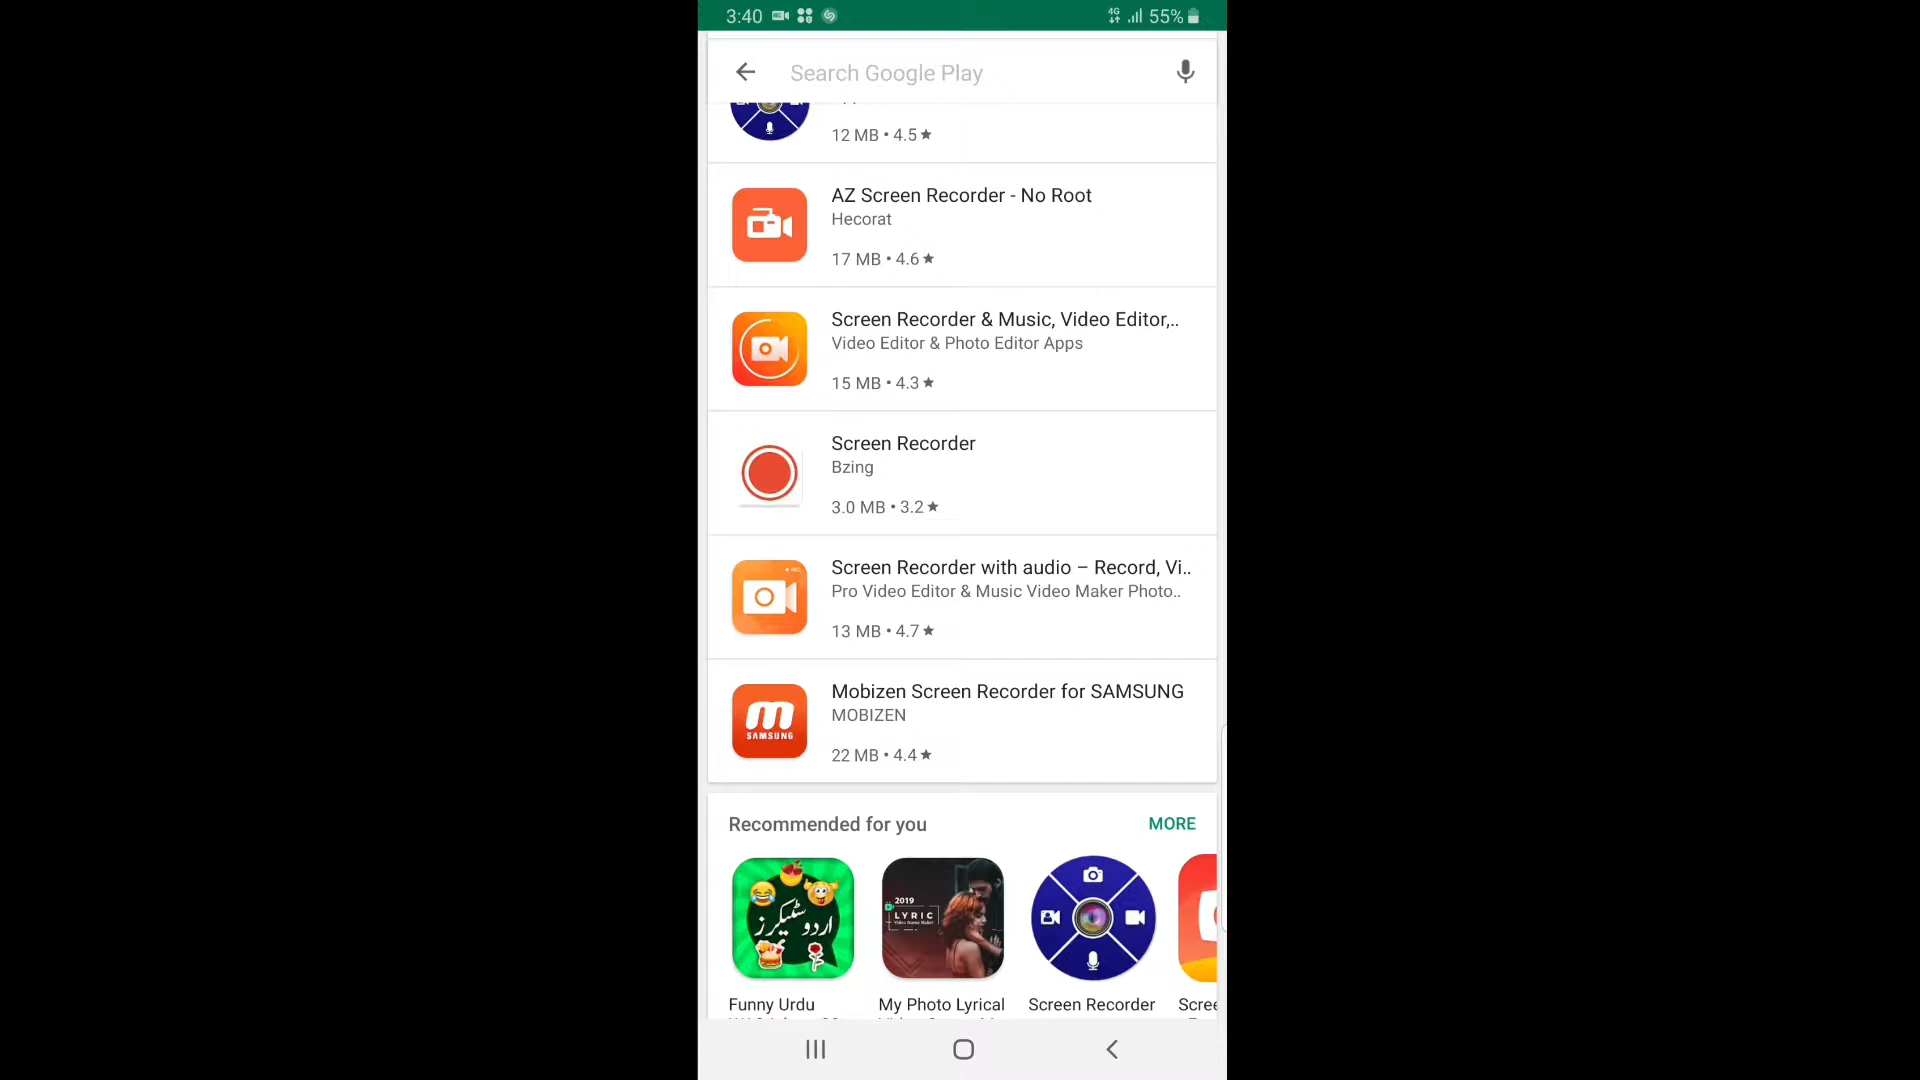 3:40
4G 55%
Search Google Play
12 MB • 4.5 ★
AZ Screen Recorder - No Root
Hecorat
17 MB • 4.6 ★
Screen Recorder & Music, Video Editor,..
Video Editor & Photo Editor Apps
15 MB • 4.3 ★
Screen Recorder
Bzing
3.0 MB • 3.2 ★
Screen Recorder with audio – Record, Vi..
Pro Video Editor & Music Video Maker Photo..
13 MB • 4.7 ★
Mobizen Screen Recorder for SAMSUNG
MOBIZEN
m
SAMSUNG
22 MB • 4.4 ★
Recommended for you
MORE
اردو سٹیکرز
2019
LYRIC
Funny Urdu
My Photo Lyrical
Screen Recorder
Scree